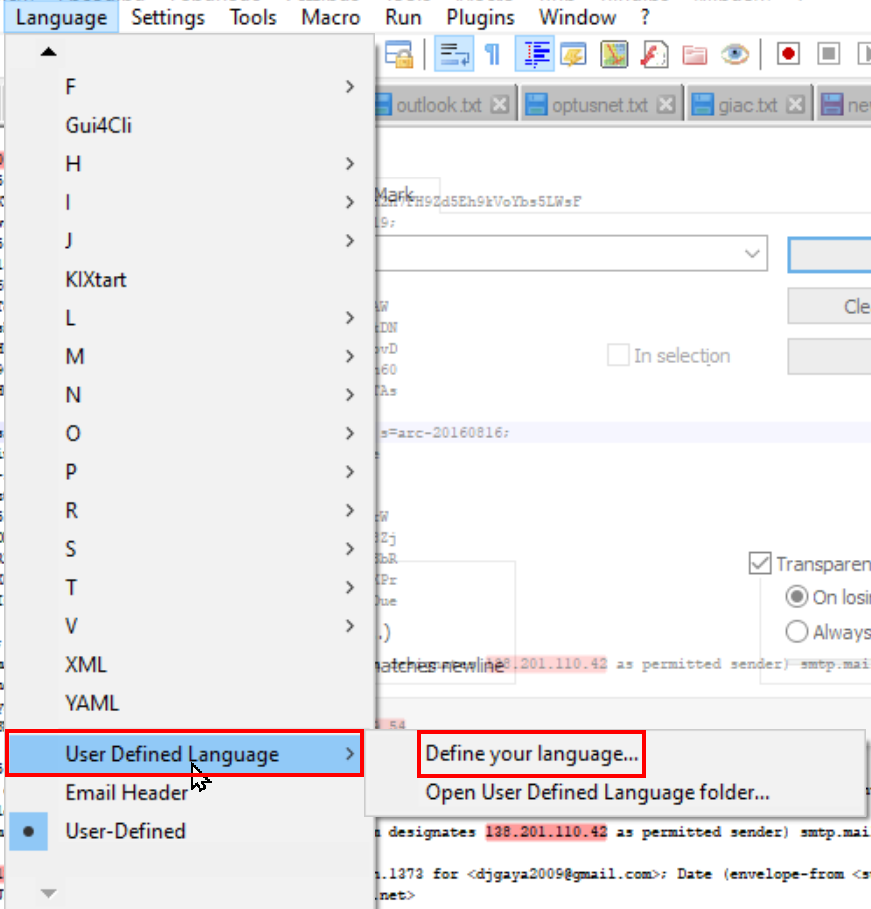 Language Settings Tools Macro Run Plugins Window ?
outlook.txt optusnet.txt giac.txt
F
Gui4Cli
H
Mark
I
J
KIXtart
L
Cle
M
In selection
N
O
s=arc-20160816;
P
R
S
Transparen
T
On losi
V
Always
XML
138.201.110.42 as permitted sender) smtp.mai
atches newline
YAML
User Defined Language
Define your language...
Email Header
Open User Defined Language folder...
User-Defined
designates 138.201.110.42 as permitted sender) smtp.mai
.1373 for <djgaya2009@gmail.com>; Date (envelope-from <s
.net>